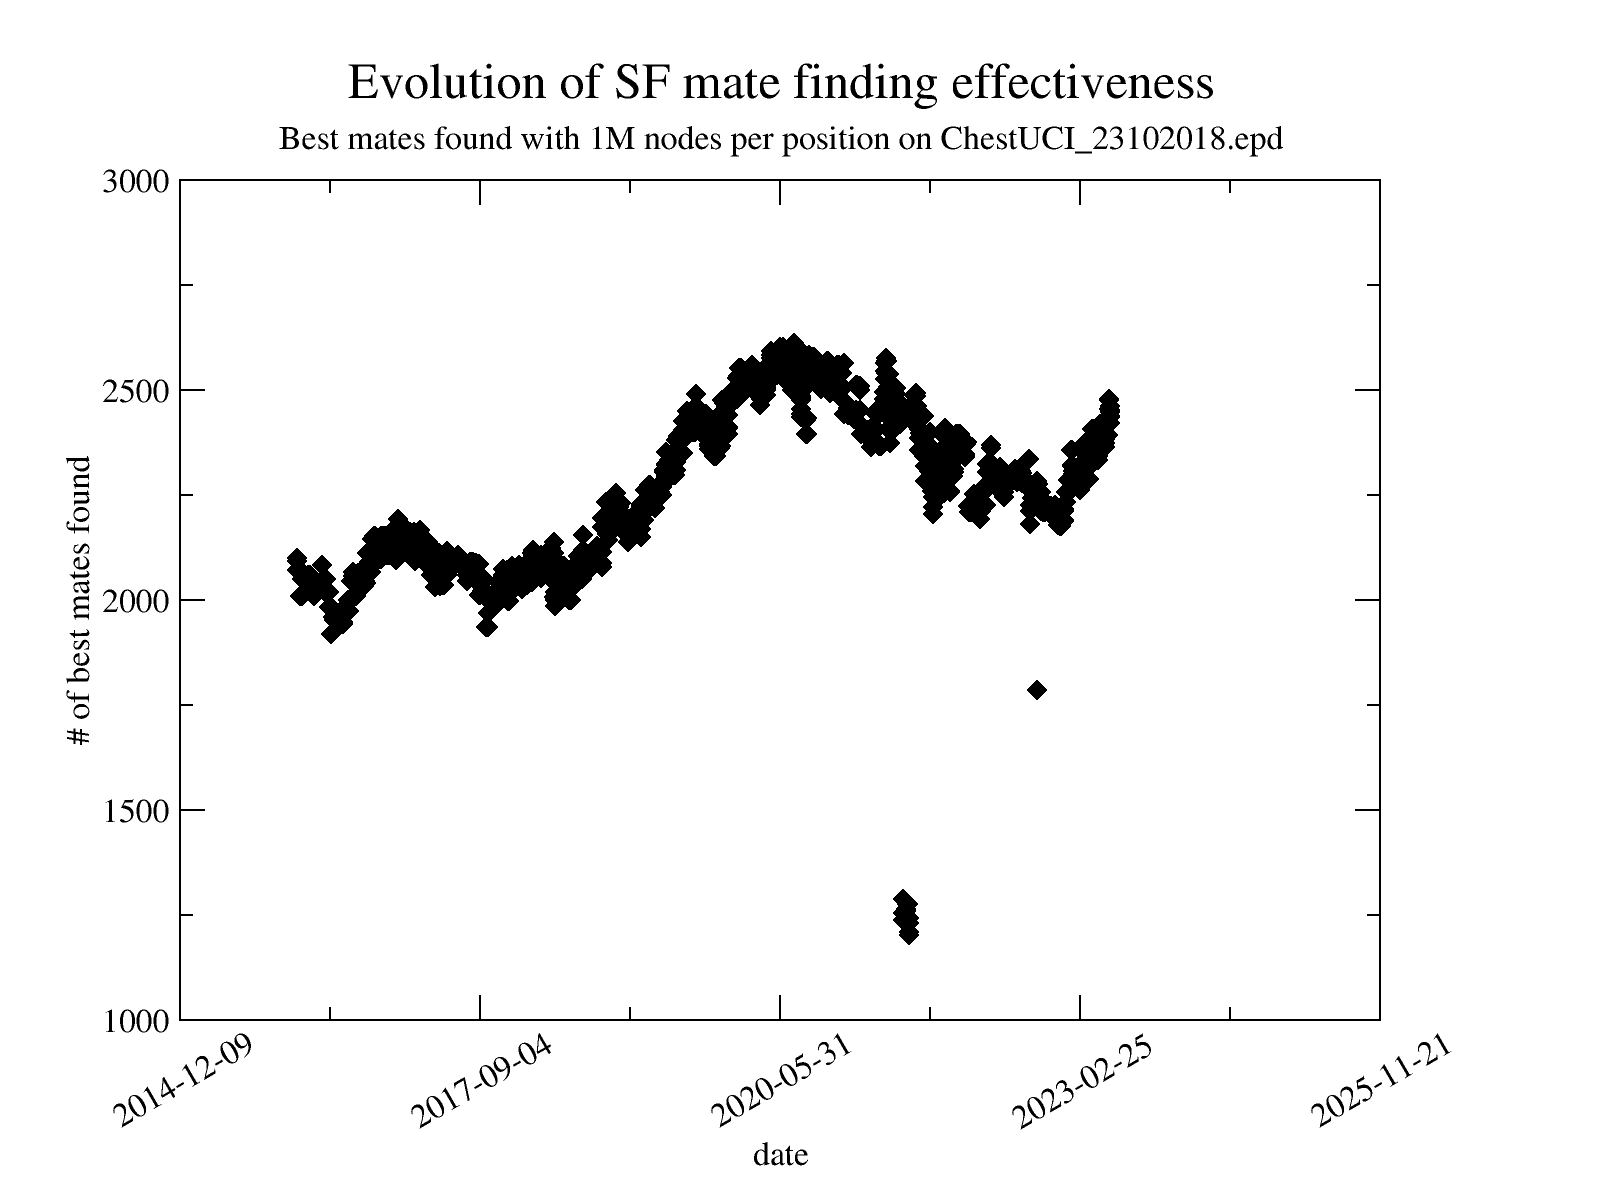 Evolution of SF mate finding effectiveness
Best mates found with 1M nodes per position on ChestUCI_23102018.epd
3000
2500
2000
1500
1000
# of best mates found
2014-12-09
2017-09-04
2020-05-31
2023-02-25
2025-11-21
date